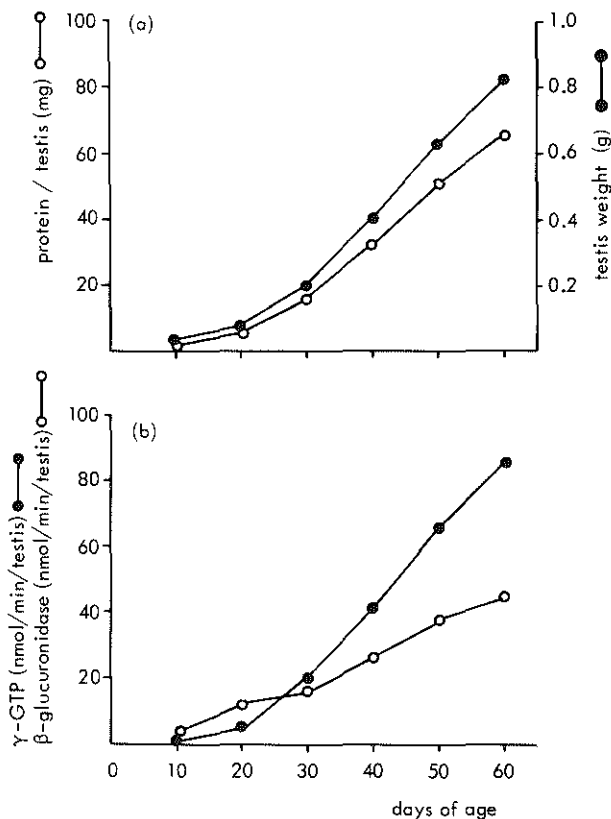 (a)
100
80
60
40
20
protein / testis (mg)
1.0
0.8
0.6
0.4
0.2
testis weight (g)
(b)
100
80
60
40
20
γ-GTP (nmol/min/testis)
β-glucuronidase (nmol/min/testis)
0 10 20 30 40 50 60
days of age